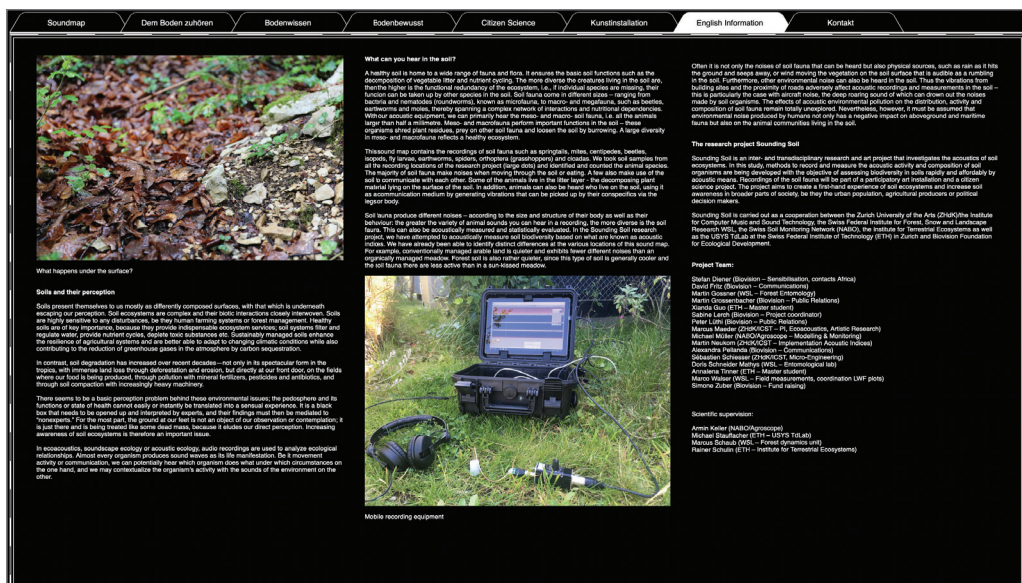 Soundmap
Dem Boden zuhören
Bodenwissen
Bodenbewusst
Citizen Science
Kunstinstallation
English Information
Kontakt
What happens under the surface?
Soils and their perception
Soils present themselves to us mostly as differently composed surfaces, with that which is underneath
escaping our perception. Soil ecosystems are complex and their biotic interactions closely interwoven. Soils
are highly sensitive to any disturbances, be they human farming systems or forest management. Healthy
soils are of key importance, because they provide indispensable ecosystem services; soil systems filter and
regulate water, provide nutrient cycles, deplete toxic substances etc. Sustainably managed soils enhance
the resilience of agricultural systems and are better able to adapt to changing climatic conditions while also
contributing to the reduction of greenhouse gases in the atmosphere by carbon sequestration.
In contrast, soil degradation has increased over recent decades—not only in its spectacular form in the
tropics, with immense land loss through deforestation and erosion, but directly at our front door, on the fields
where our food is being produced, through pollution with mineral fertilizers, pesticides and antibiotics, and
through soil compaction with increasingly heavy machinery.
There seems to be a basic perception problem behind these environmental issues; the pedosphere and its
functions or state of health cannot easily or instantly be translated into a sensual experience. It is a black
box that needs to be opened up and interpreted by experts, and their findings must then be mediated to
"nonexperts." For the most part, the ground at our feet is not an object of our observation or contemplation; it
is just there and is being treated like some dead mass, because it eludes our direct perception. Increasing
awareness of soil ecosystems is therefore an important issue.
In ecoacoustics, soundscape ecology or acoustic ecology, audio recordings are used to analyze ecological
relationships. Almost every organism produces sound waves as its life manifestation. Be it movement
activity or communication, we can potentially hear which organism does what under which circumstances on
the one hand, and we may contextualize the organism's activity with the sounds of the environment on the
other.
What can you hear in the soil?
A healthy soil is home to a wide range of fauna and flora. It ensures the basic soil functions such as the
decomposition of vegetable litter and nutrient cycling. The more diverse the creatures living in the soil are,
then the higher is the functional redundancy of the ecosystem, i.e., if individual species are missing, their
function can be taken up by other species in the soil. Soil fauna come in different sizes – ranging from
bacteria and nematodes (roundworms), known as microfauna, to macro- and megafauna, such as beetles,
earthworms and moles, thereby spanning a complex network of interactions and nutritional dependencies.
With our acoustic equipment, we can primarily hear the meso- and macro- soil fauna, i.e. all the animals
larger than half a millimetre. Meso- and macrofauna perform important functions in the soil – these
organisms shred plant residues, prey on other soil fauna and loosen the soil by burrowing. A large diversity
in meso- and macrofauna reflects a healthy ecosystem.
This sound map contains the recordings of soil fauna such as springtails, mites, centipedes, beetles,
isopods, fly larvae, earthworms, spiders, orthoptera (grasshoppers) and cicadas. We took soil samples from
all the recording locations of the research project (large dots) and identified and counted the animal species.
The majority of soil fauna make noises when moving through the soil or eating. A few also make use of the
soil to communicate with each other. Some of the animals live in the litter layer - the decomposing plant
material lying on the surface of the soil. In addition, animals can also be heard who live on the soil, using it
as communication medium by generating vibrations that can be picked up by their conspecifics via the
legsor body.
Soil fauna produce different noises – according to the size and structure of their body as well as their
behaviour: the greater the variety of animal sounds you can hear in a recording, the more diverse is the soil
faura. This can also be acoustically measured and statistically evaluated. In the Sounding Soil research
project, we have attempted to acoustically measure soil biodiversity based on what are known as acoustic
indices. We have already been able to identify distinct differences at the various locations of this sound map.
For example, conventionally managed arable land is quieter and exhibits fewer different noises than an
organically managed meadow. Forest soil is also rather quieter, since this type of soil is generally cooler and
the soil fauna there are less active than in a sun-kissed meadow.
Mobile recording equipment
Often it is not only the noises of soil fauna that can be heard but also physical sources, such as rain as it hits
the ground and seeps away, or wind moving the vegetation on the soil surface that is audible as a rumbling
in the soil. Furthermore, other environmental noise can also be heard in the soil. Thus the vibrations from
building sites and the proximity of roads adversely affect acoustic recordings and measurements in the soil –
this is particularly the case with aircraft noise, the deep roaring sound of which can drown out the noises
made by soil organisms. The effects of acoustic environmental pollution on the distribution, activity and
composition of soil fauna remain totally unexplored. Nevertheless, however, it must be assumed that
environmental noise produced by humans not only has a negative impact on aboveground and maritime
fauna but also on the animal communities living in the soil.
The research project Sounding Soil
Sounding Soil is an inter- and transdisciplinary research and art project that investigates the acoustics of soil
ecosystems. In this study, methods to record and measure the acoustic activity and composition of soil
organisms are being developed with the objective of assessing biodiversity in soils rapidly and affordably by
acoustic means. Recordings of the soil fauna will be part of a participatory art installation and a citizen
science project. The project aims to create a first-hand experience of soil ecosystems and increase soil
awareness in broader parts of society, be they the urban population, agricultural producers or political
decision makers.
Sounding Soil is carried out as a cooperation between the Zurich University of the Arts (ZHdK)/the Institute
for Computer Music and Sound Technology, the Swiss Federal Institute for Forest, Snow and Landscape
Research WSL, the Swiss Soil Monitoring Network (NABO), the Institute for Terrestrial Ecosystems as well
as the USYS TdLab at the Swiss Federal Institute of Technology (ETH) in Zurich and Biovision Foundation
for Ecological Development.
Project Team:
Stefan Diener (Biovision – Sensibilisation, contacts Africa)
David Fritz (Biovision – Communications)
Martin Gossner (WSL – Forest Entomology)
Martin Grossenbacher (Biovision – Public Relations)
Xianda Guo (ETH – Master student)
Sabine Lerch (Biovision – Project coordinator)
Peter Lüthi (Biovision – Public Relations)
Marcus Maeder (ZHdK/ICST – PI, Ecoacoustics, Artistic Research)
Michael Müller (NABO/Agroscope – Modelling & Monitoring)
Martin Neukom (ZHdK/ICST – Implementation Acoustic Indices)
Alexandra Pellanda (Biovision – Communications)
Sébastien Schiesser (ZHdK/ICST, Micro-Engineering)
Doris Schneider Mathys (WSL – Entomological lab)
Annalena Tinner (ETH – Master student)
Marco Walser (WSL – Field measurements, coordination LWF plots)
Simone Zuber (Biovision – Fund raising)
Scientific supervision:
Armin Keller (NABO/Agroscope)
Michael Stauffacher (ETH – USYS TdLab)
Marcus Schaub (WSL – Forest dynamics unit)
Rainer Schulin (ETH – Institute for Terrestrial Ecosystems)